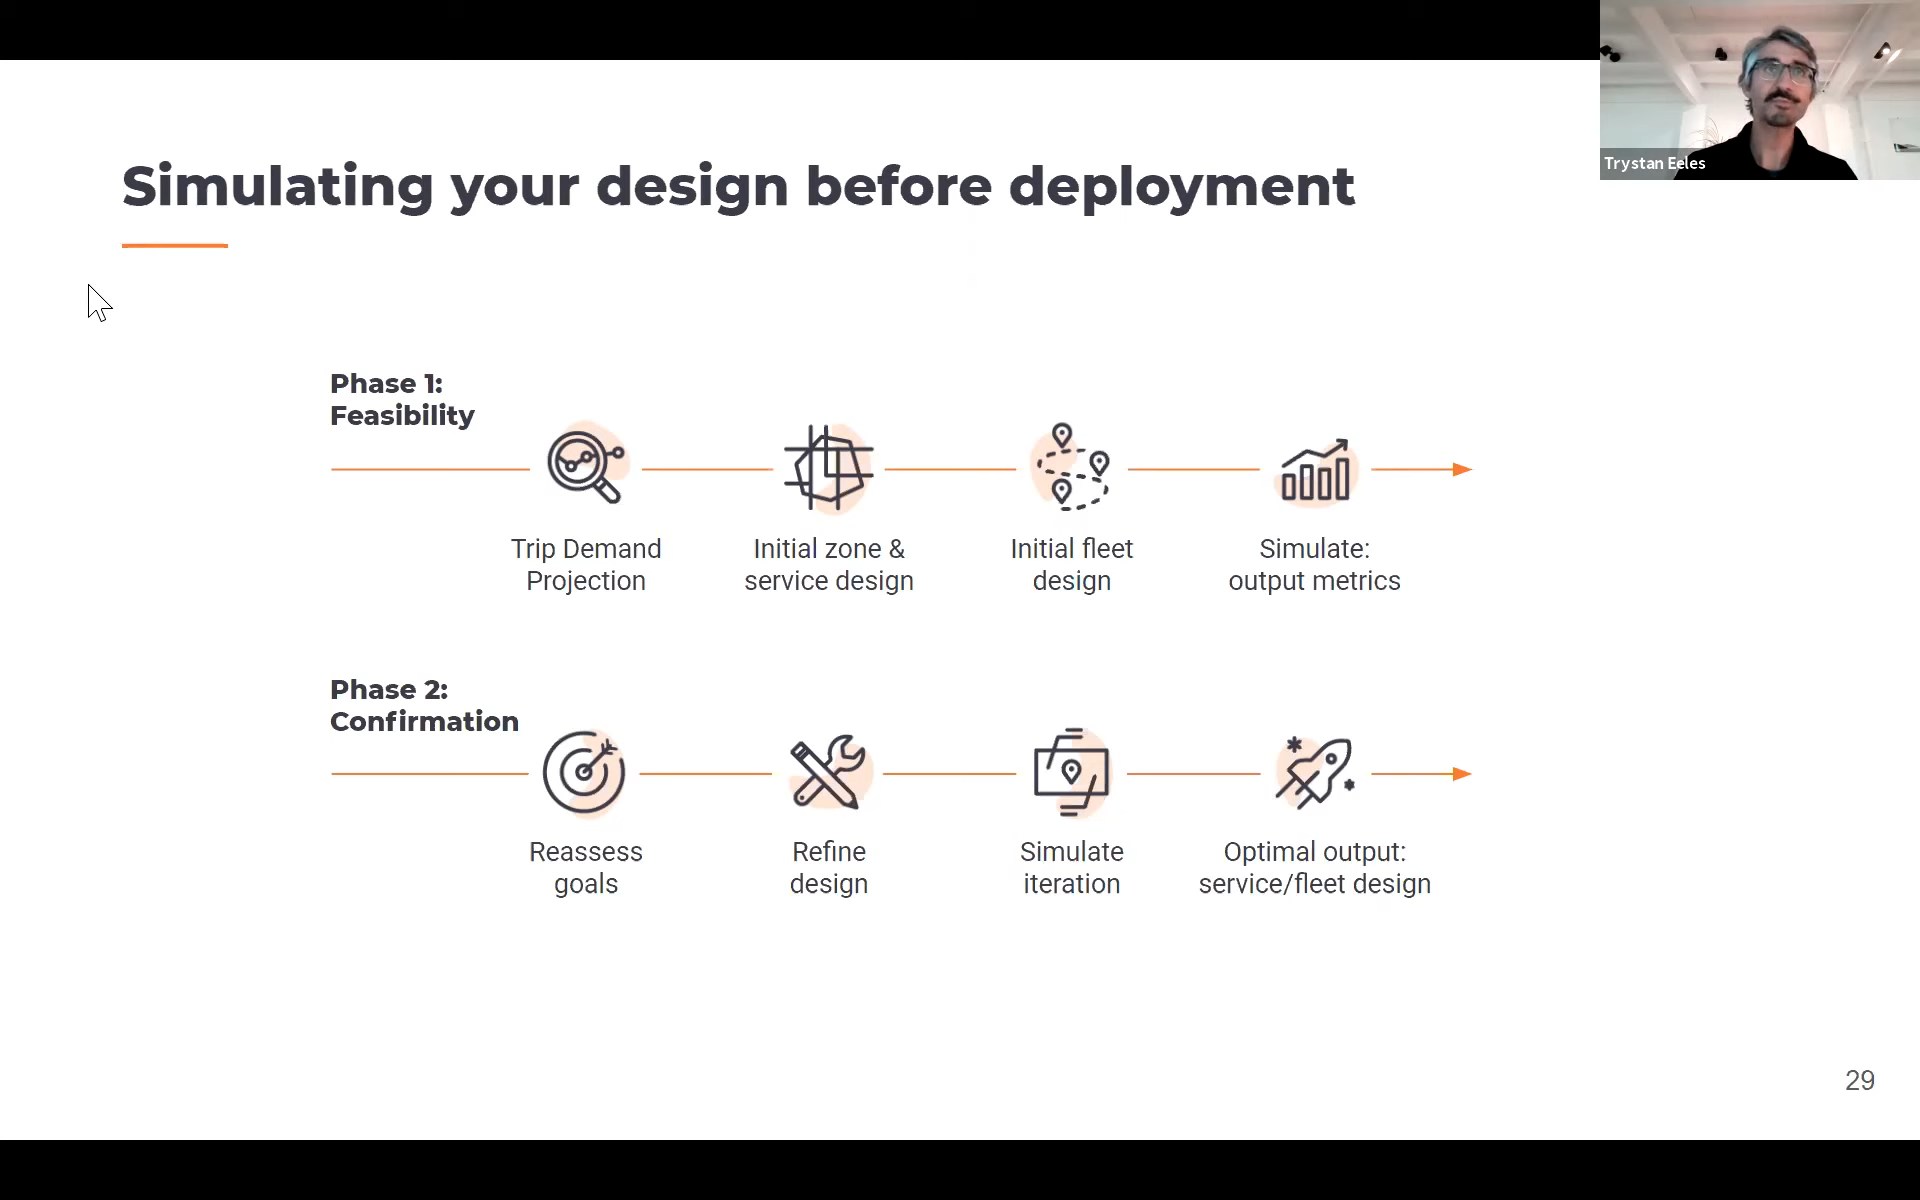 Trystan Eeles
Simulating your design before deployment
Phase 1:
Feasibility
Trip Demand
Projection
Initial zone &
service design
Initial fleet
design
Simulate:
output metrics
Phase 2:
Confirmation
Reassess
goals
Refine
design
Simulate
iteration
Optimal output:
service/fleet design
29